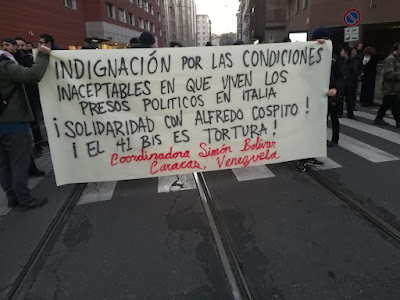 INDIGNACIÓN POR LAS CONDICIONES
INACEPTABLES EN QUE VIVEN LOS
PRESOS POLITICOS EN ITALIA
¡SOLIDARIDAD CON ALFREDO COSPITO!
¡EL 41 BIS ES TORTURA!
Coordinadora Simón Bolívar
Caracas, Venezuela